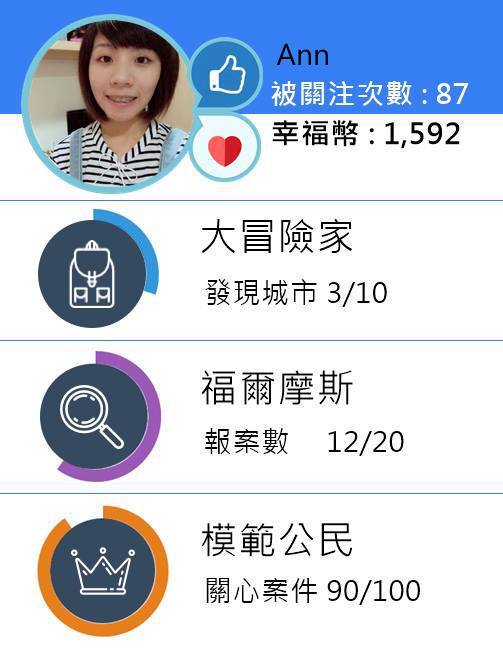 Ann
被關注次數 : 87
幸福幣 : 1,592
大冒險家
發現城市 3/10
福爾摩斯
報案數 12/20
模範公民
關心案件 90/100